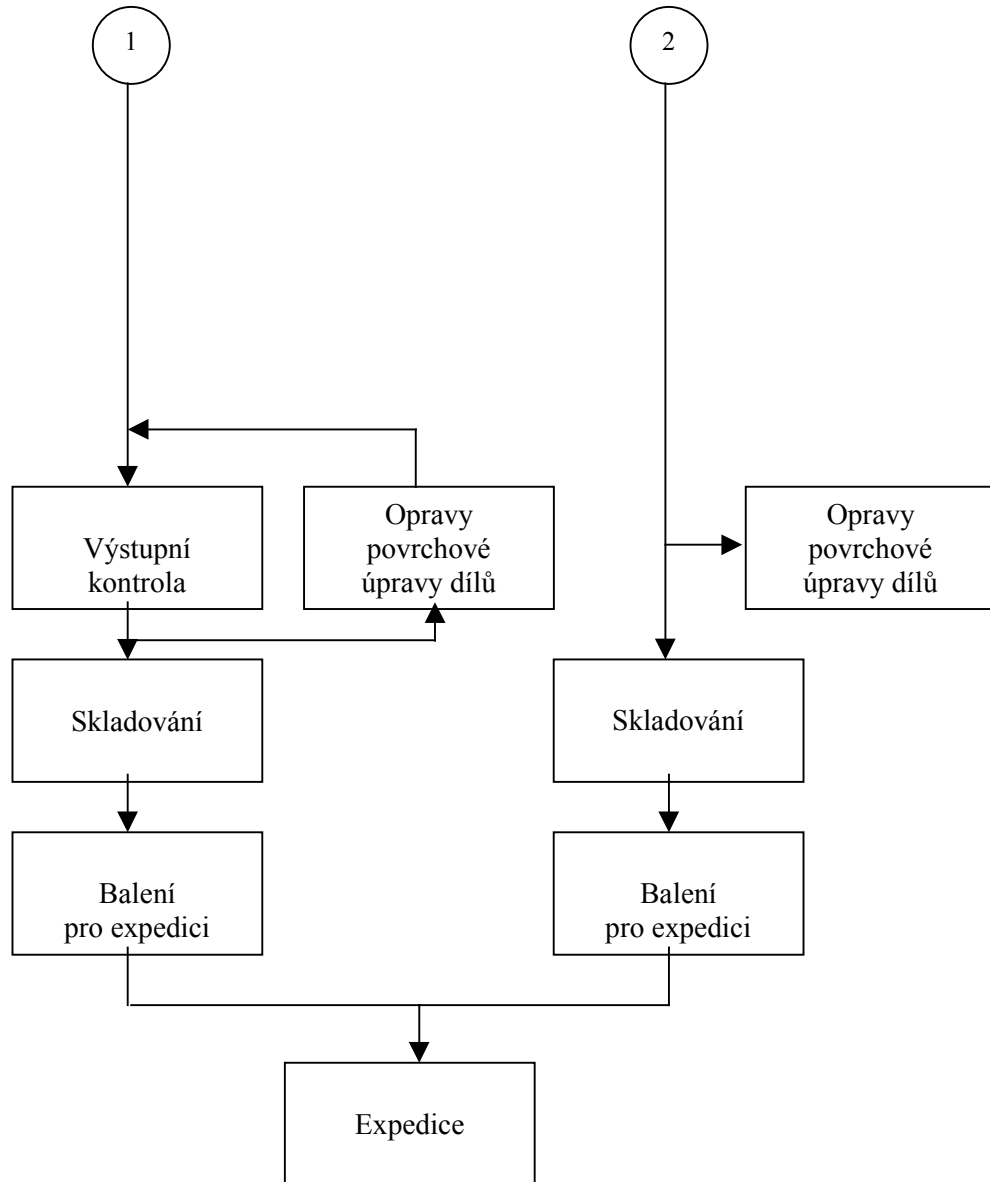 1
2
Výstupní
kontrola
Opravy
povrchové
úpravy dílů
Opravy
povrchové
úpravy dílů
Skladování
Skladování
Balení
pro expedici
Balení
pro expedici
Expedice